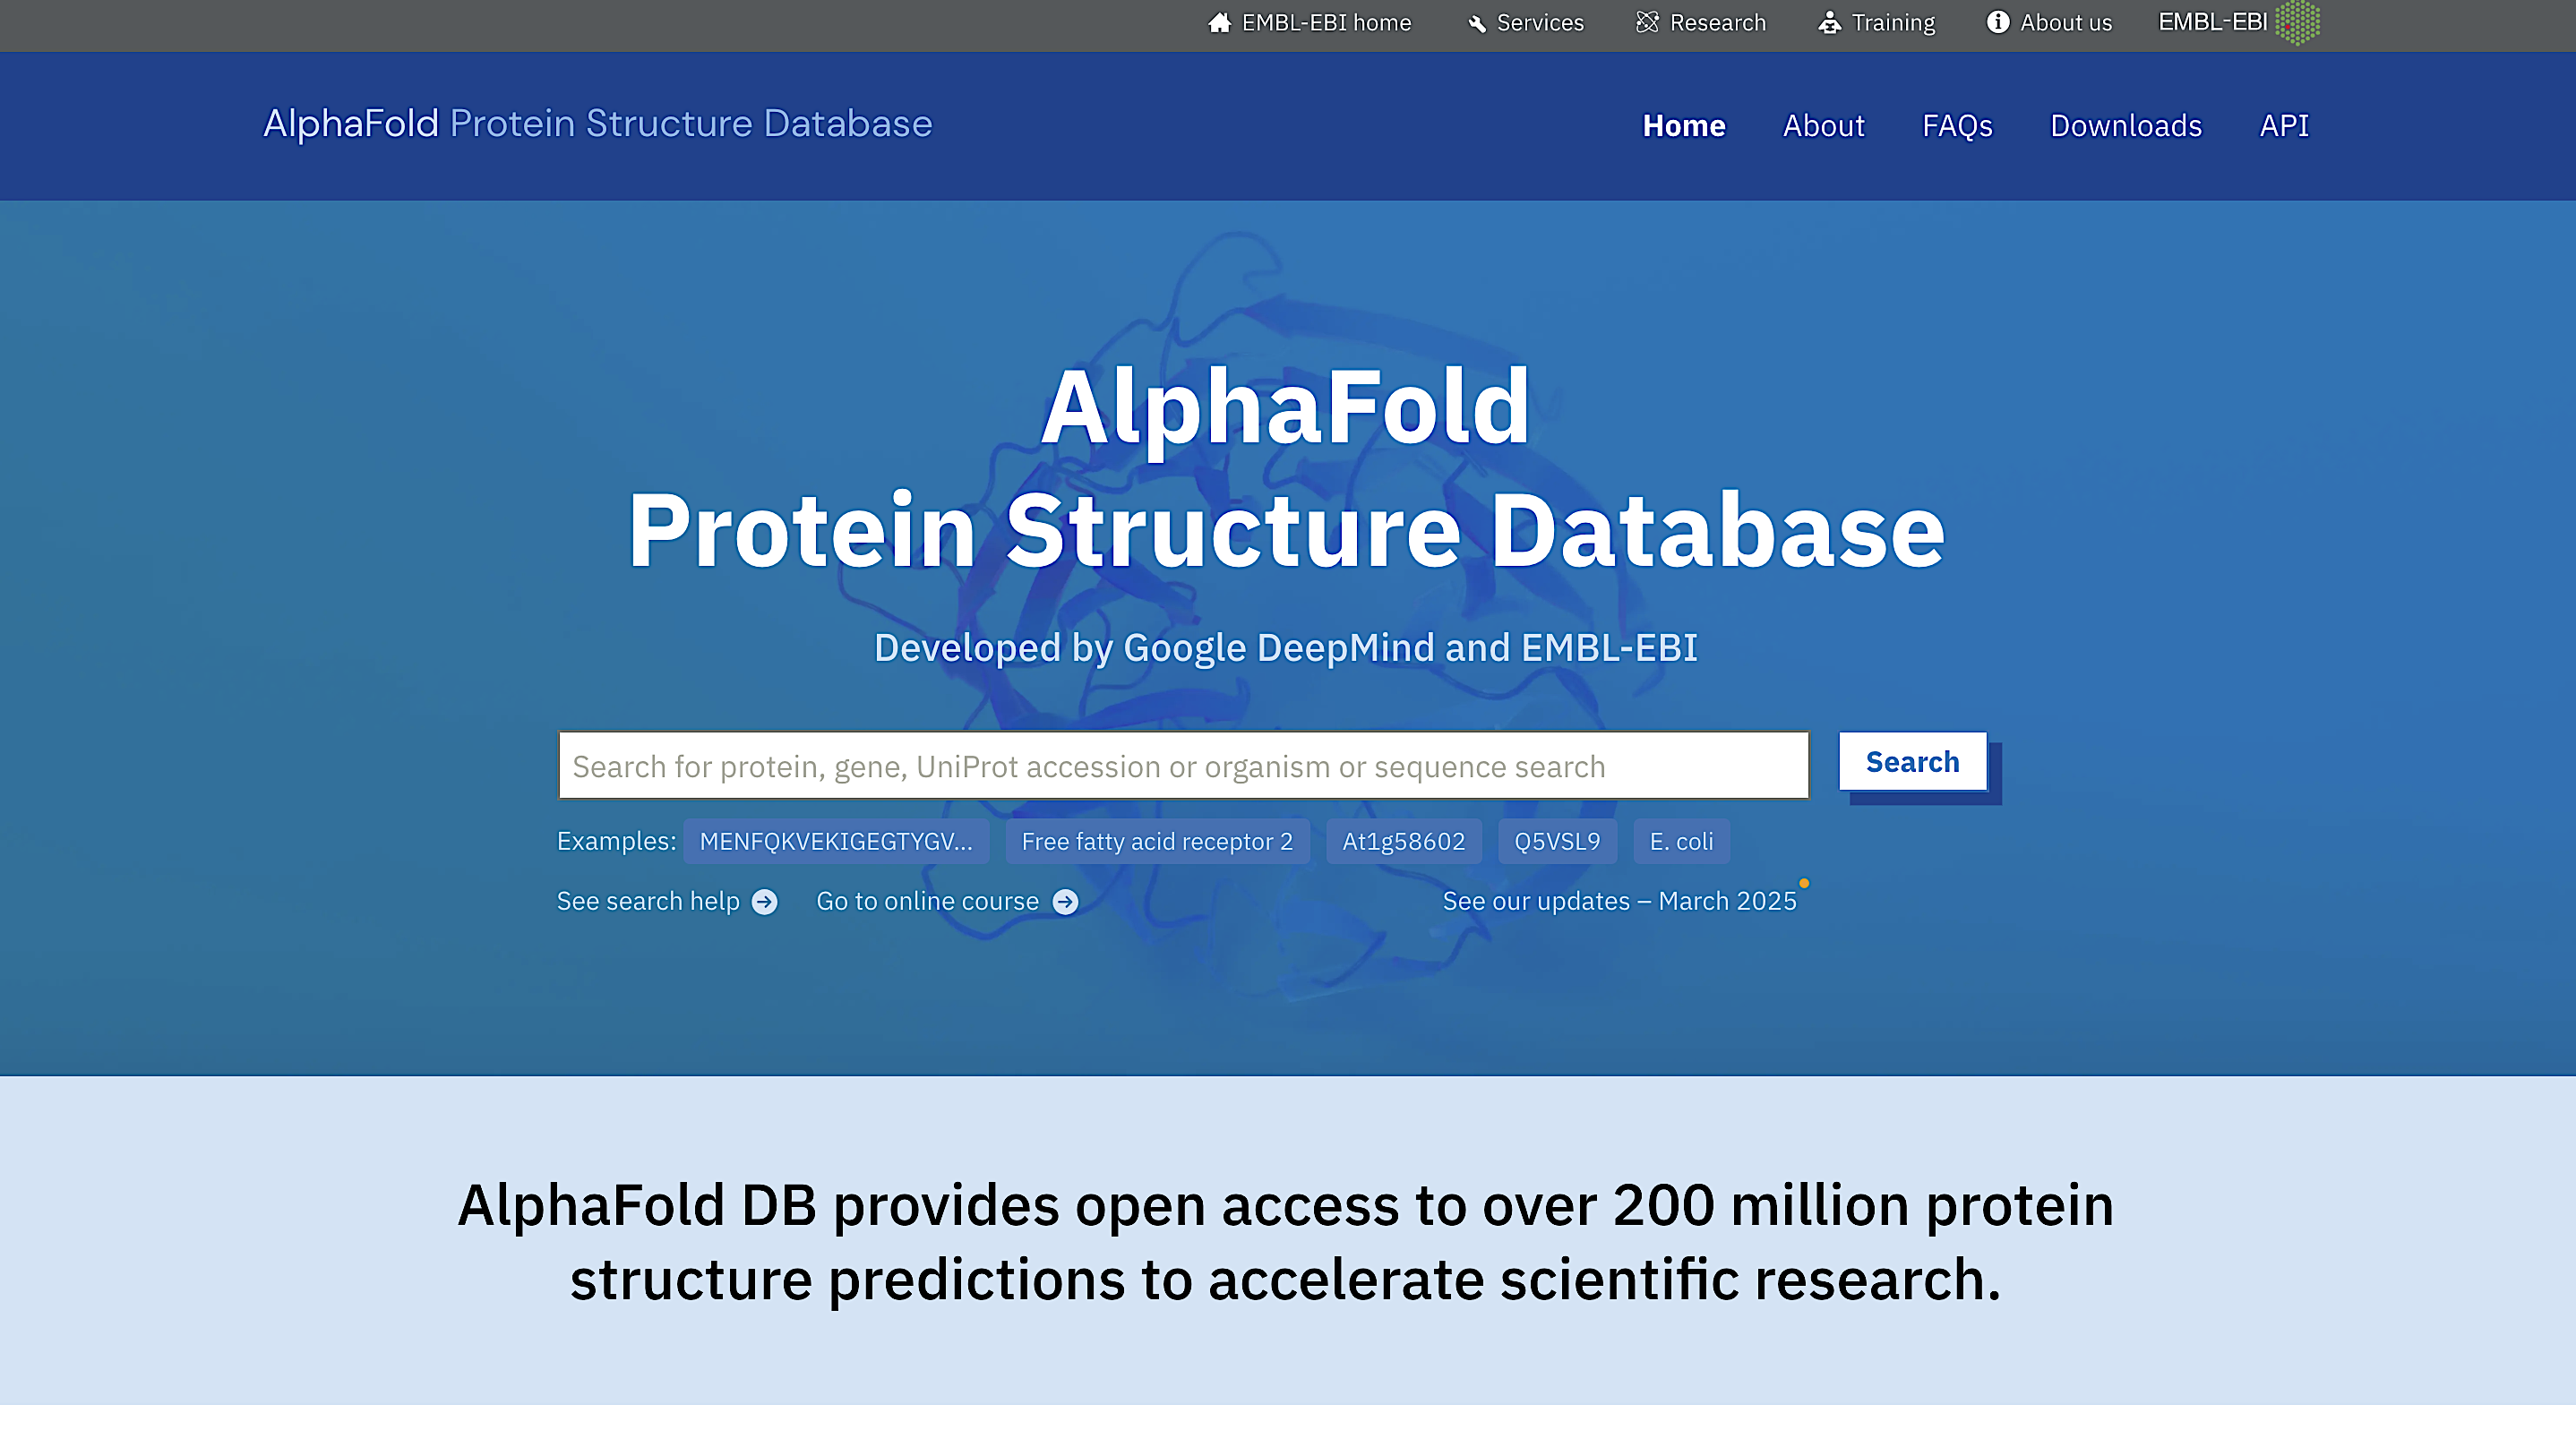 EMBL-EBI home Services Research Training About us EMBL-EBI
AlphaFold Protein Structure Database Home About FAQs Downloads API
AlphaFold
Protein Structure Database
Developed by Google DeepMind and EMBL-EBI
Search for protein, gene, UniProt accession or organism or sequence search Search
Examples: MENFQKVEKIGEGTYGV... Free fatty acid receptor 2 At1g58602 Q5VSL9 E. coli
See search help Go to online course See our updates – March 2025
AlphaFold DB provides open access to over 200 million protein
structure predictions to accelerate scientific research.